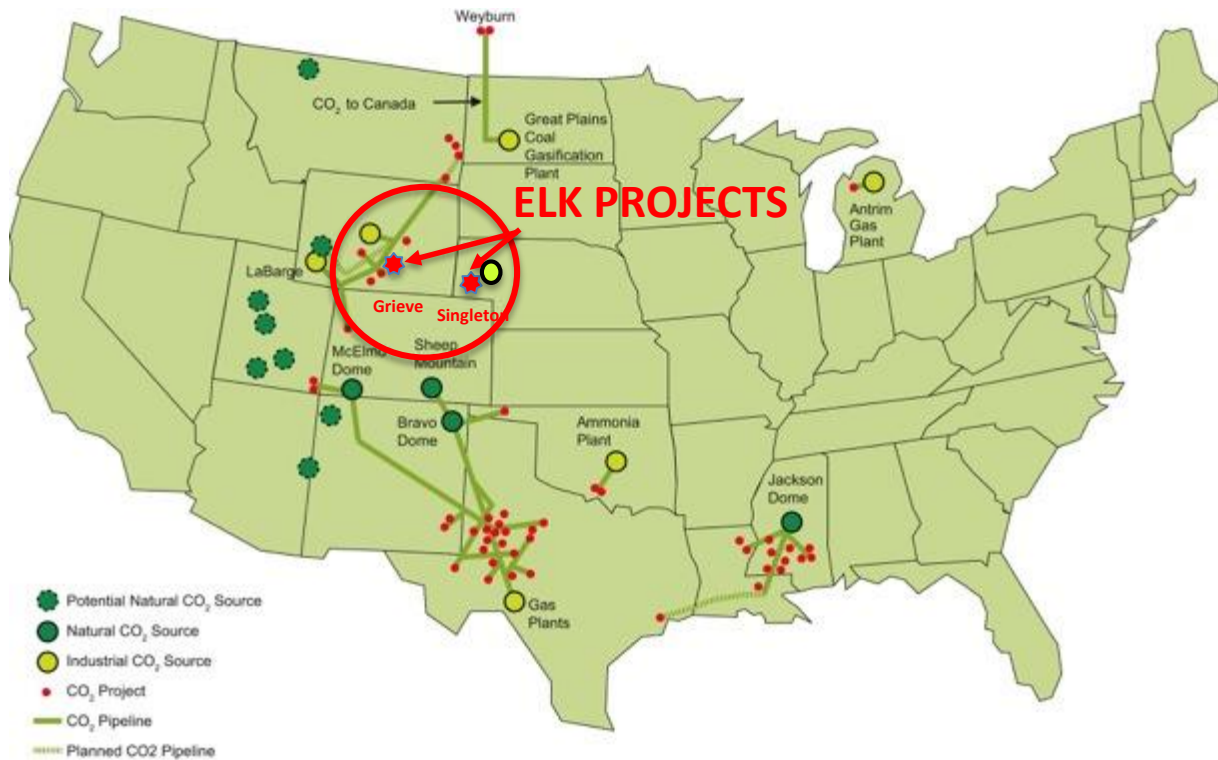 Weyburn
CO₂ to Canada
Great Plains
Coal
Gasification
Plant
ELK PROJECTS
Antrim
Gas
Plant
LaBarge
Grieve
Singleton
McElmo
Dome
Sheep
Mountain
Bravo
Dome
Ammonia
Plant
Jackson
Dome
Gas
Plants
Potential Natural CO₂ Source
Natural CO₂ Source
Industrial CO₂ Source
CO₂ Project
CO₂ Pipeline
Planned CO2 Pipeline